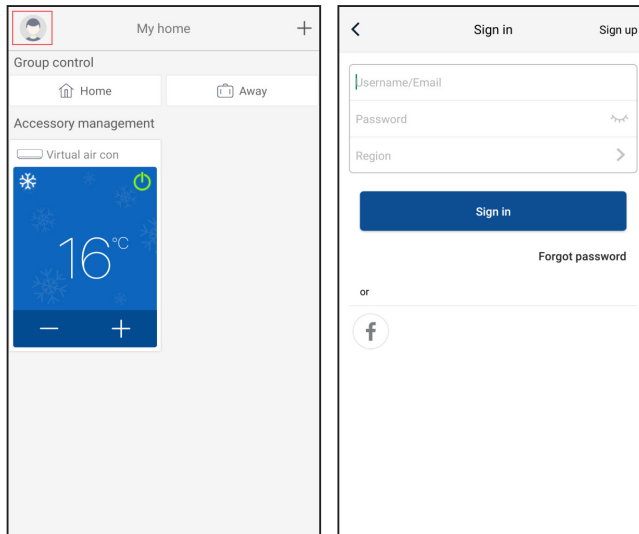 My home
Group control
Home
Away
Accessory management
Virtual air con
16°C
Sign in
Sign up
Username/Email
Password
Region
Sign in
Forgot password
or
f